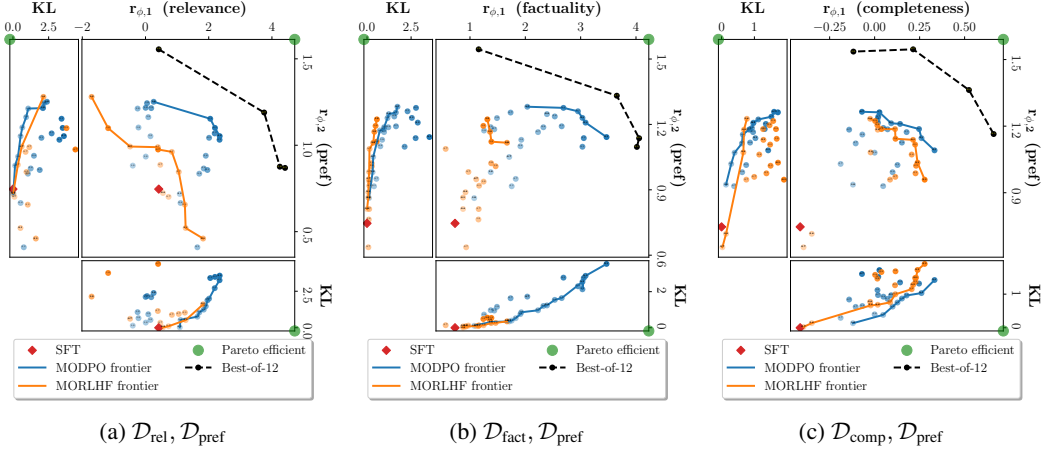 KL
r_{ϕ,1} (relevance)
0.0 2.5
−2 0 2 4
1.5
1.0
0.5
r_{ϕ,2} (pref)
2.5
0.0
KL
SFT
MODPO frontier
MORLHF frontier
Pareto efficient
Best-of-12
(a) 𝒟_rel, 𝒟_pref
KL
r_{ϕ,1} (factuality)
0.0 2.5
1 2 3 4
1.5
1.2
0.9
0.6
r_{ϕ,2} (pref)
2
0
KL
SFT
MODPO frontier
MORLHF frontier
Pareto efficient
Best-of-12
(b) 𝒟_fact, 𝒟_pref
KL
r_{ϕ,1} (completeness)
0 1
−0.25 0.00 0.25 0.50
1.5
1.2
0.9
r_{ϕ,2} (pref)
1
0
KL
SFT
MODPO frontier
MORLHF frontier
Pareto efficient
Best-of-12
(c) 𝒟_comp, 𝒟_pref